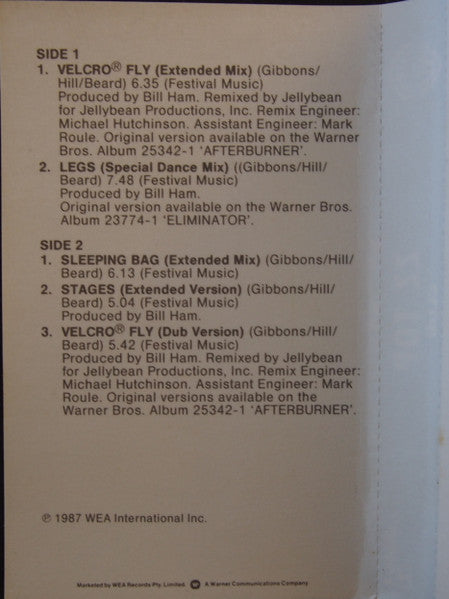 SIDE 1
1. VELCRO® FLY (Extended Mix) (Gibbons/
Hill/Beard) 6.35 (Festival Music)
Produced by Bill Ham. Remixed by Jellybean
for Jellybean Productions, Inc. Remix Engineer:
Michael Hutchinson. Assistant Engineer: Mark
Roule. Original version available on the Warner
Bros. Album 25342-1 'AFTERBURNER'.
2. LEGS (Special Dance Mix) ((Gibbons/Hill/
Beard) 7.48 (Festival Music)
Produced by Bill Ham.
Original version available on the Warner Bros.
Album 23774-1 'ELIMINATOR'.
SIDE 2
1. SLEEPING BAG (Extended Mix) (Gibbons/Hill/
Beard) 6.13 (Festival Music)
2. STAGES (Extended Version) (Gibbons/Hill/
Beard) 5.04 (Festival Music)
Produced by Bill Ham.
3. VELCRO® FLY (Dub Version) (Gibbons/Hill/
Beard) 5.42 (Festival Music)
Produced by Bill Ham. Remixed by Jellybean
for Jellybean Productions, Inc. Remix Engineer:
Michael Hutchinson. Assistant Engineer: Mark
Roule. Original versions available on the
Warner Bros. Album 25342-1 'AFTERBURNER'.
℗ 1987 WEA International Inc.
Marketed by WEA Records Pty. Limited. A Warner Communications Company